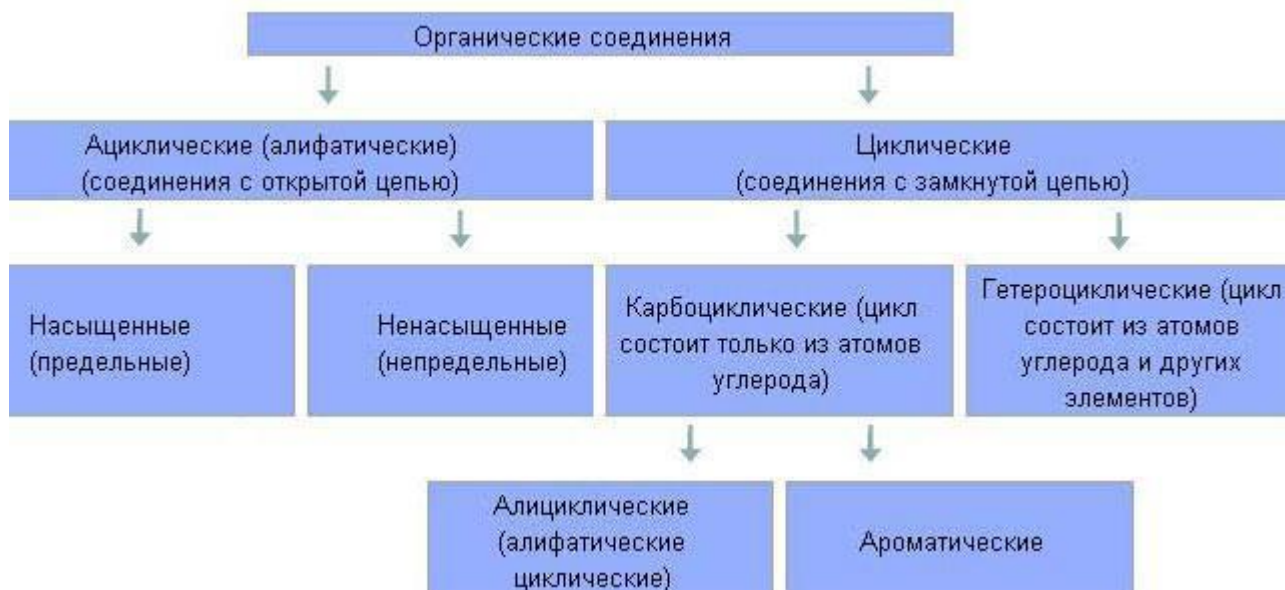 Органические соединения
Ациклические (алифатические)
(соединения с открытой цепью)
Циклические
(соединения с замкнутой цепью)
Насыщенные
(предельные)
Ненасыщенные
(непредельные)
Карбоциклические (цикл
состоит только из атомов
углерода)
Гетероциклические (цикл
состоит из атомов
углерода и других
элементов)
Алициклические
(алифатические
циклические)
Ароматические